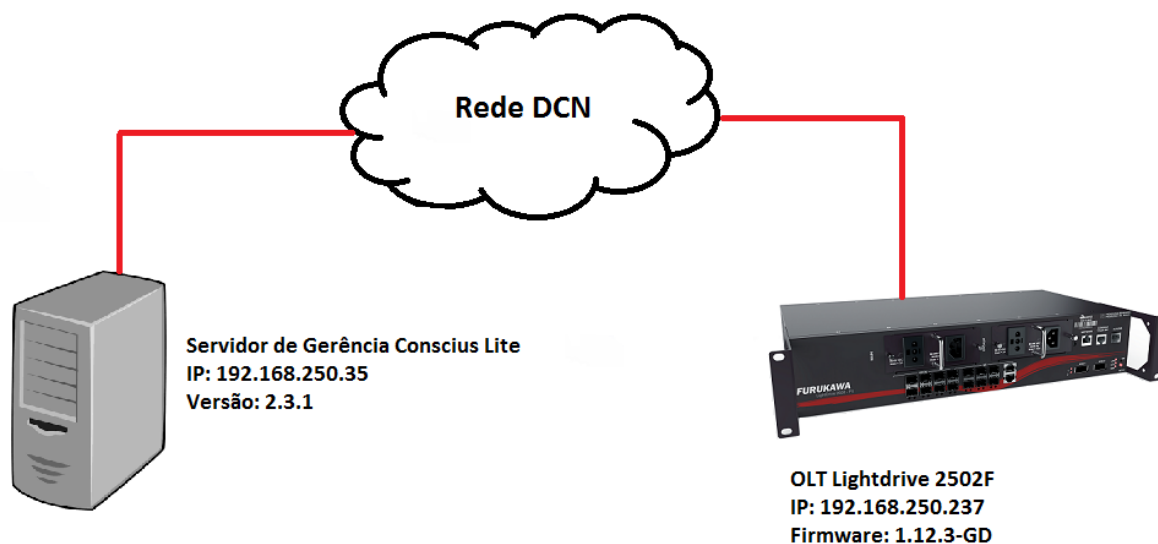 Rede DCN
Servidor de Gerência Conscius Lite
IP: 192.168.250.35
Versão: 2.3.1
FURUKAWA
OLT Lightdrive 2502F
IP: 192.168.250.237
Firmware: 1.12.3-GD